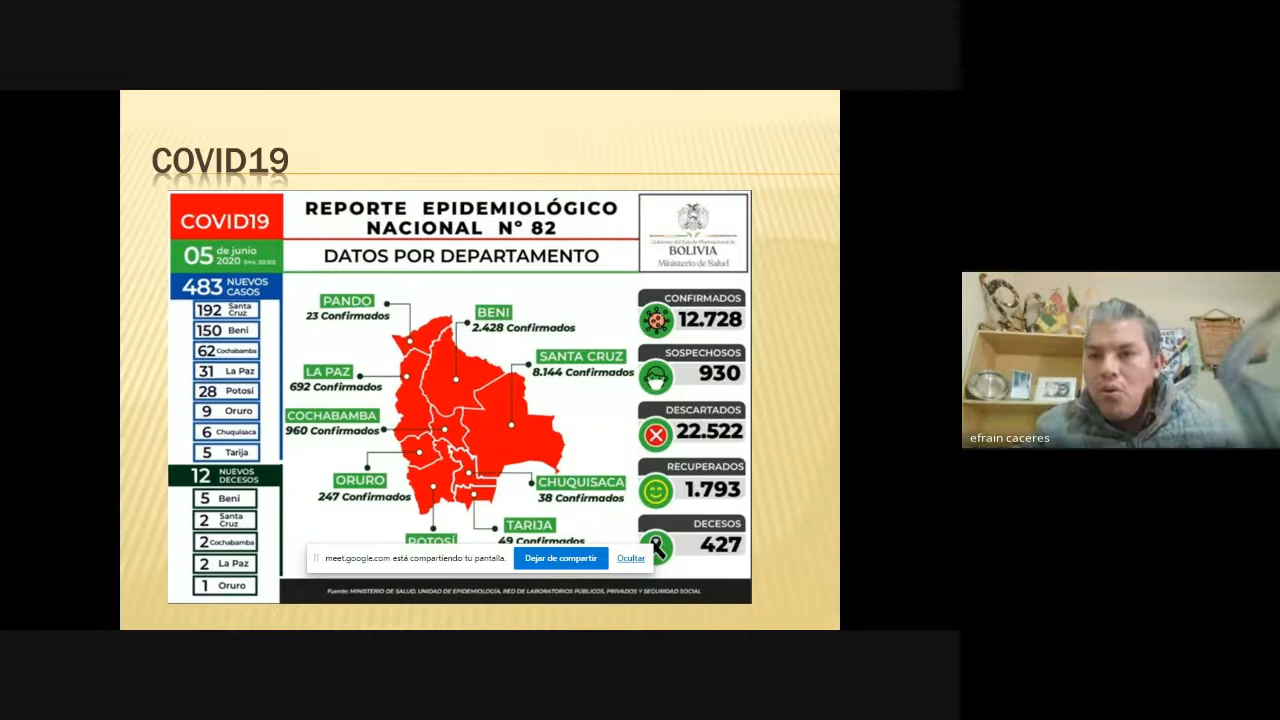 COVID19
COVID19
REPORTE EPIDEMIOLÓGICO
NACIONAL Nº 82
DATOS POR DEPARTAMENTO
BOLIVIA
Ministerio de Salud
05 de junio
2020
483 NUEVOS
CASOS
192 Santa
Cruz
150 Beni
62 Cochabamba
31 La Paz
28 Potosí
9 Oruro
6 Chuquisaca
5 Tarija
12 NUEVOS
DECESOS
5 Beni
2 Santa
Cruz
2 Cochabamba
2 La Paz
1 Oruro
PANDO
23 Confirmados
BENI
2.428 Confirmados
LA PAZ
692 Confirmados
SANTA CRUZ
8.144 Confirmados
COCHABAMBA
960 Confirmados
ORURO
247 Confirmados
CHUQUISACA
38 Confirmados
TARIJA
49 Confirmados
POTOSÍ
CONFIRMADOS
12.728
SOSPECHOSOS
930
DESCARTADOS
22.522
RECUPERADOS
1.793
DECESOS
427
meet.google.com está compartiendo tu pantalla.
Dejar de compartir
Ocultar
Fuente: MINISTERIO DE SALUD, UNIDAD DE EPIDEMIOLOGÍA, RED DE LABORATORIOS PÚBLICOS, PRIVADOS Y SEGURIDAD SOCIAL
efrain caceres